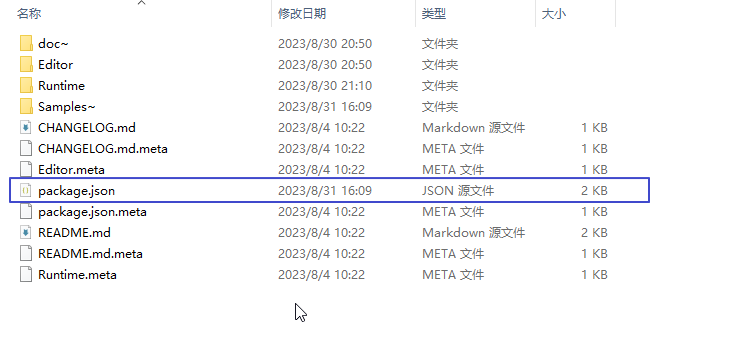 名称 修改日期 类型 大小
doc~ 2023/8/30 20:50 文件夹
Editor 2023/8/30 20:50 文件夹
Runtime 2023/8/30 21:10 文件夹
Samples~ 2023/8/31 16:09 文件夹
CHANGELOG.md 2023/8/4 10:22 Markdown 源文件 1 KB
CHANGELOG.md.meta 2023/8/4 10:22 META 文件 1 KB
Editor.meta 2023/8/4 10:22 META 文件 1 KB
package.json 2023/8/31 16:09 JSON 源文件 2 KB
package.json.meta 2023/8/4 10:22 META 文件 1 KB
README.md 2023/8/4 10:22 Markdown 源文件 2 KB
README.md.meta 2023/8/4 10:22 META 文件 1 KB
Runtime.meta 2023/8/4 10:22 META 文件 1 KB